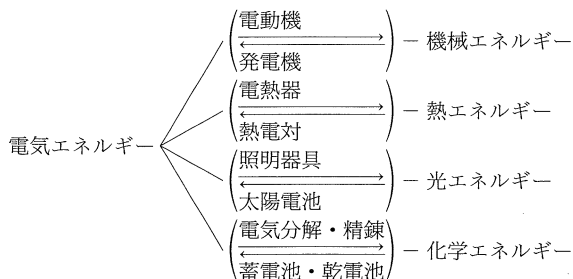 電動機
発電機
機械エネルギー
電熱器
熱電対
熱エネルギー
電気エネルギー
照明器具
太陽電池
光エネルギー
電気分解・精錬
蓄電池・乾電池
化学エネルギー